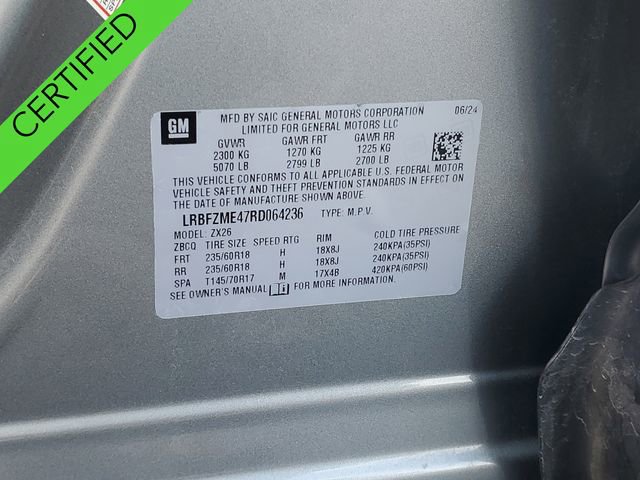 CERTIFIED
GM
MFD BY SAIC GENERAL MOTORS CORPORATION 06/24
LIMITED FOR GENERAL MOTORS LLC
GVWR GAWR FRT GAWR RR
2300 KG 1270 KG 1225 KG
5070 LB 2799 LB 2700 LB
THIS VEHICLE CONFORMS TO ALL APPLICABLE U.S. FEDERAL MOTOR
VEHICLE SAFETY AND THEFT PREVENTION STANDARDS IN EFFECT ON
THE DATE OF MANUFACTURE SHOWN ABOVE.
LRBFZME47RD064236 TYPE: M.P.V.
MODEL: ZX26
ZBCQ TIRE SIZE SPEED RTG RIM COLD TIRE PRESSURE
FRT 235/60R18 H 18X8J 240KPA(35PSI)
RR 235/60R18 H 18X8J 240KPA(35PSI)
SPA T145/70R17 M 17X4B 420KPA(60PSI)
SEE OWNER'S MANUAL FOR MORE INFORMATION.